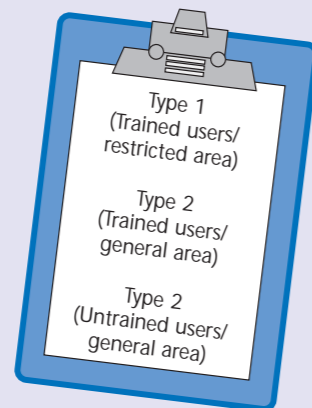 Type 1
(Trained users/
restricted area)
Type 2
(Trained users/
general area)
Type 2
(Untrained users/
general area)